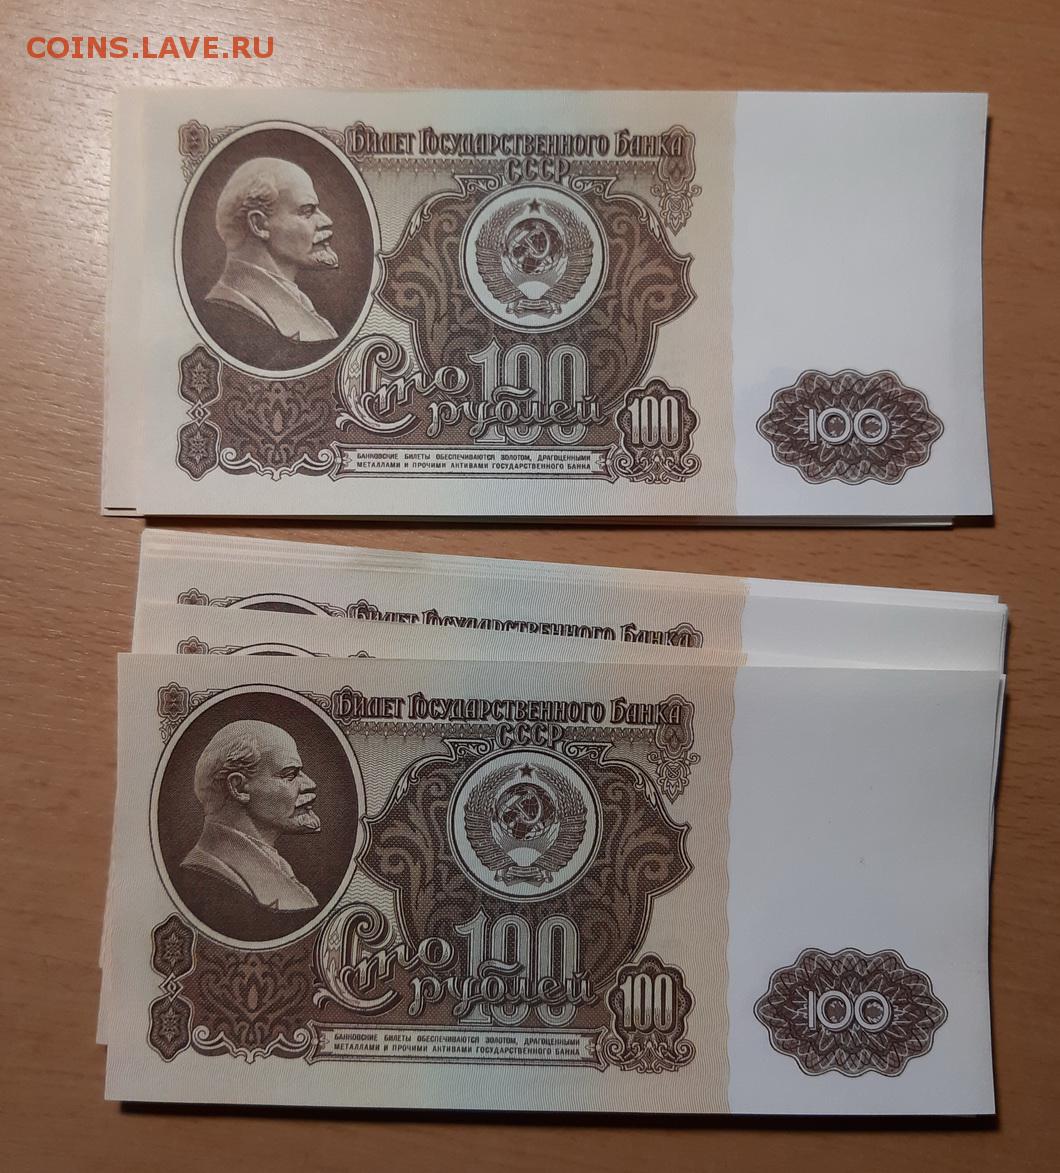 COINS.LAVE.RU
Билет Государственного Банка
СССР
Сто 100
рублей
100
100
БАНКОВСКИЕ БИЛЕТЫ ОБЕСПЕЧИВАЮТСЯ ЗОЛОТОМ, ДРАГОЦЕННЫМИ
МЕТАЛЛАМИ И ПРОЧИМИ АКТИВАМИ ГОСУДАРСТВЕННОГО БАНКА
Билет Государственного Банка
Билет Государственного Банка
СССР
Сто 100
рублей
100
100
БАНКОВСКИЕ БИЛЕТЫ ОБЕСПЕЧИВАЮТСЯ ЗОЛОТОМ, ДРАГОЦЕННЫМИ
МЕТАЛЛАМИ И ПРОЧИМИ АКТИВАМИ ГОСУДАРСТВЕННОГО БАНКА